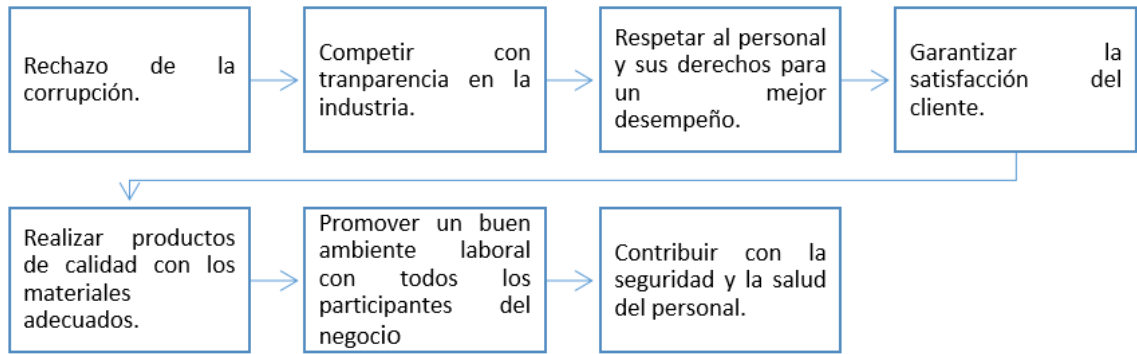 Rechazo de la
corrupción.
Competir con
tranparencia en la
industria.
Respetar al personal
y sus derechos para
un mejor
desempeño.
Garantizar la
satisfacción del
cliente.
Realizar productos
de calidad con los
materiales
adecuados.
Promover un buen
ambiente laboral
con todos los
participantes del
negocio
Contribuir con la
seguridad y la salud
del personal.